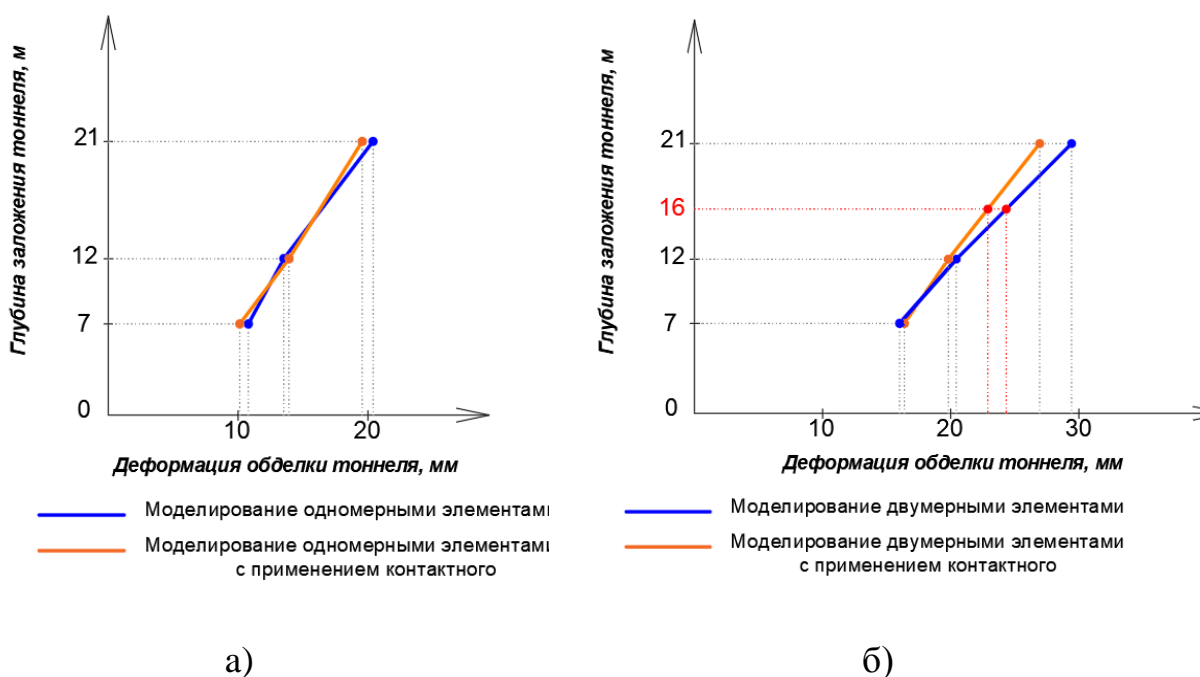 Глубина заложения тоннеля, м
21
12
7
0
10 20
Деформация обделки тоннеля, мм
Моделирование одномерными элементами
Моделирование одномерными элементами
с применением контактного
а)
Глубина заложения тоннеля, м
21
16
12
7
0
10 20 30
Деформация обделки тоннеля, мм
Моделирование двумерными элементами
Моделирование двумерными элементами
с применением контактного
б)